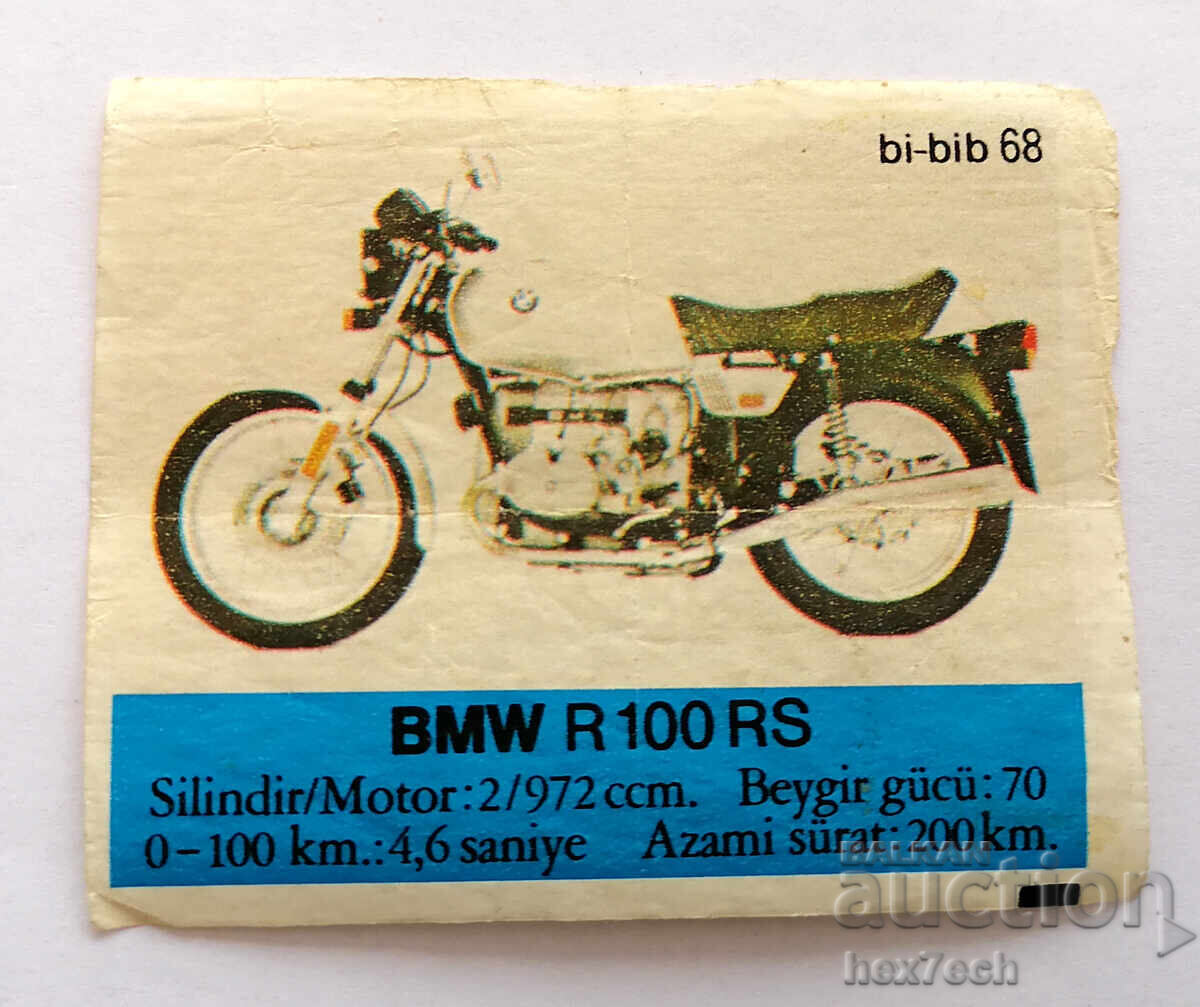 bi-bib 68
BMW R 100 RS
Silindir/Motor: 2/972 ccm. Beygir gücü: 70
0-100 km.: 4,6 saniye Azami sürat: 200 km.
BALKAN
auction
hex7ech